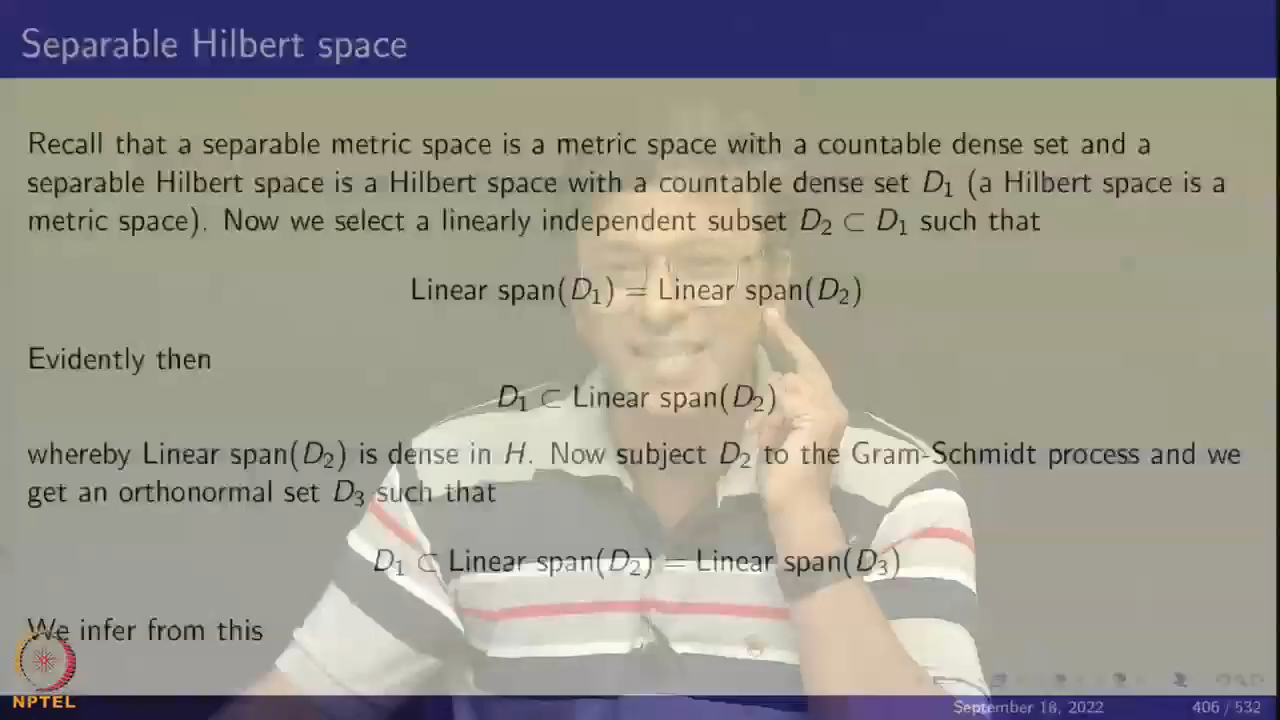 Separable Hilbert space
Recall that a separable metric space is a metric space with a countable dense set and a
separable Hilbert space is a Hilbert space with a countable dense set D₁ (a Hilbert space is a
metric space). Now we select a linearly independent subset D₂ ⊂ D₁ such that
Linear span(D₁) = Linear span(D₂)
Evidently then
D₁ ⊂ Linear span(D₂)
whereby Linear span(D₂) is dense in H. Now subject D₂ to the Gram-Schmidt process and we
get an orthonormal set D₃ such that
D₁ ⊂ Linear span(D₂) = Linear span(D₃)
We infer from this
NPTEL
September 18, 2022 406 / 532